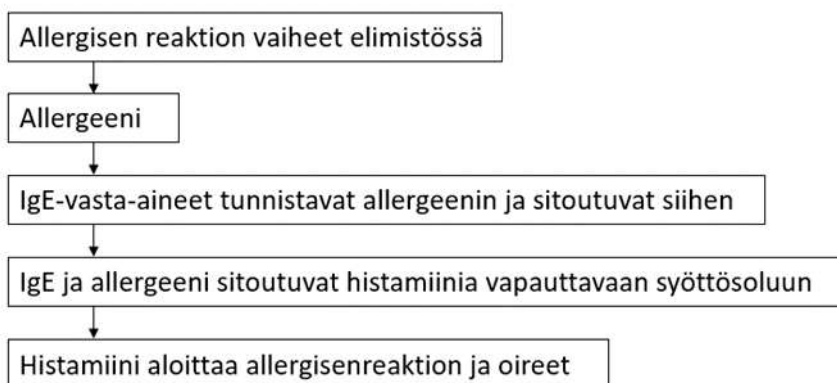 Allergisen reaktion vaiheet elimistössä
Allergeeni
IgE-vasta-aineet tunnistavat allergeenin ja sitoutuvat siihen
IgE ja allergeeni sitoutuvat histamiinia vapauttavaan syöttösoluun
Histamiini aloittaa allergisenreaktion ja oireet